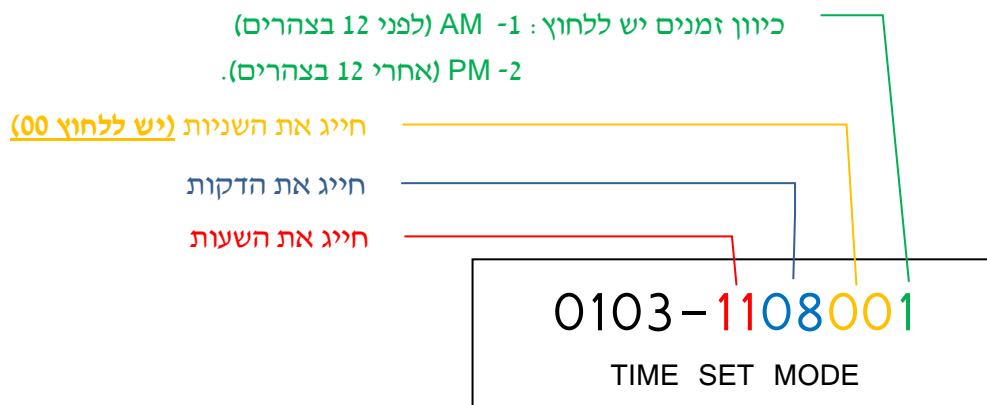 כיוון זמנים יש ללחוץ : 1- AM (לפני 12 בצהרים)
2- PM (אחרי 12 בצהרים).
חייג את השניות (יש ללחוץ 00)
חייג את הדקות
חייג את השעות
0103-1108001
TIME SET MODE